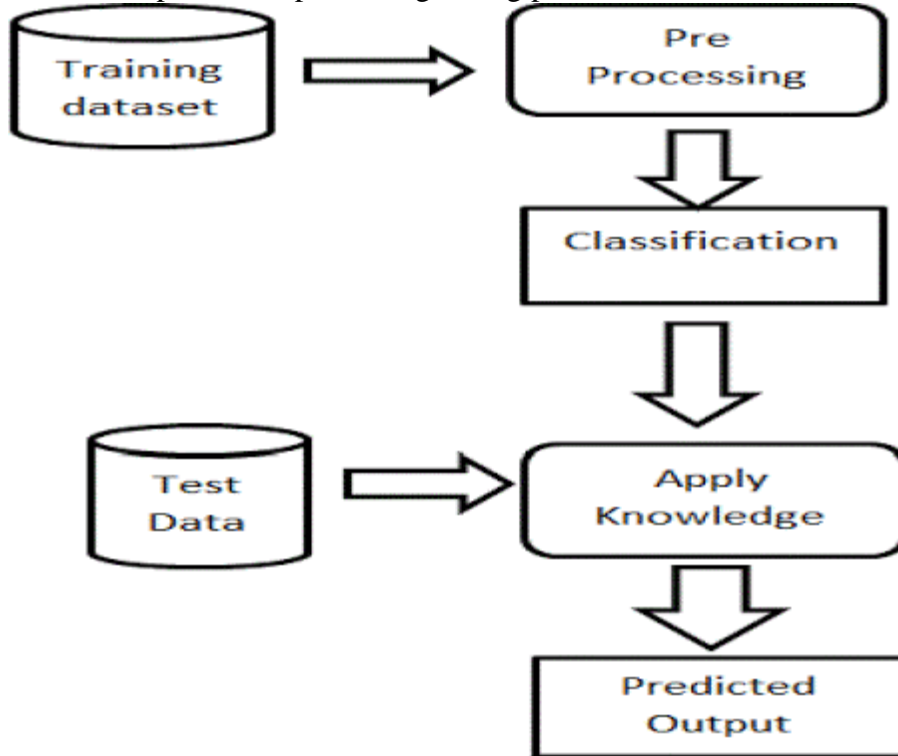 Training
dataset
Pre
Processing
Classification
Test
Data
Apply
Knowledge
Predicted
Output